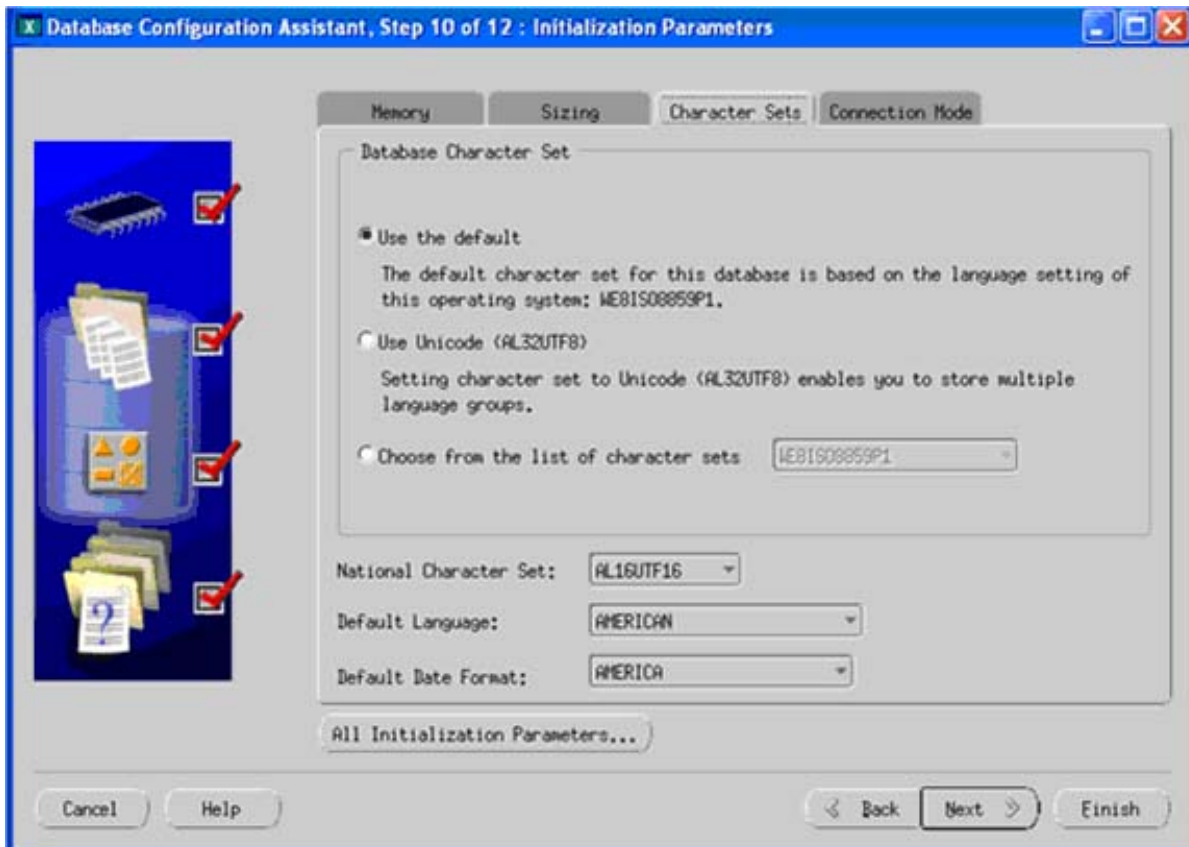 Database Configuration Assistant, Step 10 of 12 : Initialization Parameters
Memory
Sizing
Character Sets
Connection Mode
Database Character Set
Use the default
The default character set for this database is based on the language setting of
this operating system: WE8ISO8859P1.
Use Unicode (AL32UTF8)
Setting character set to Unicode (AL32UTF8) enables you to store multiple
language groups.
Choose from the list of character sets
WE8ISO8859P1
National Character Set:
AL16UTF16
Default Language:
AMERICAN
Default Date Format:
AMERICA
?
All Initialization Parameters...
Cancel
Help
Back
Next
Finish